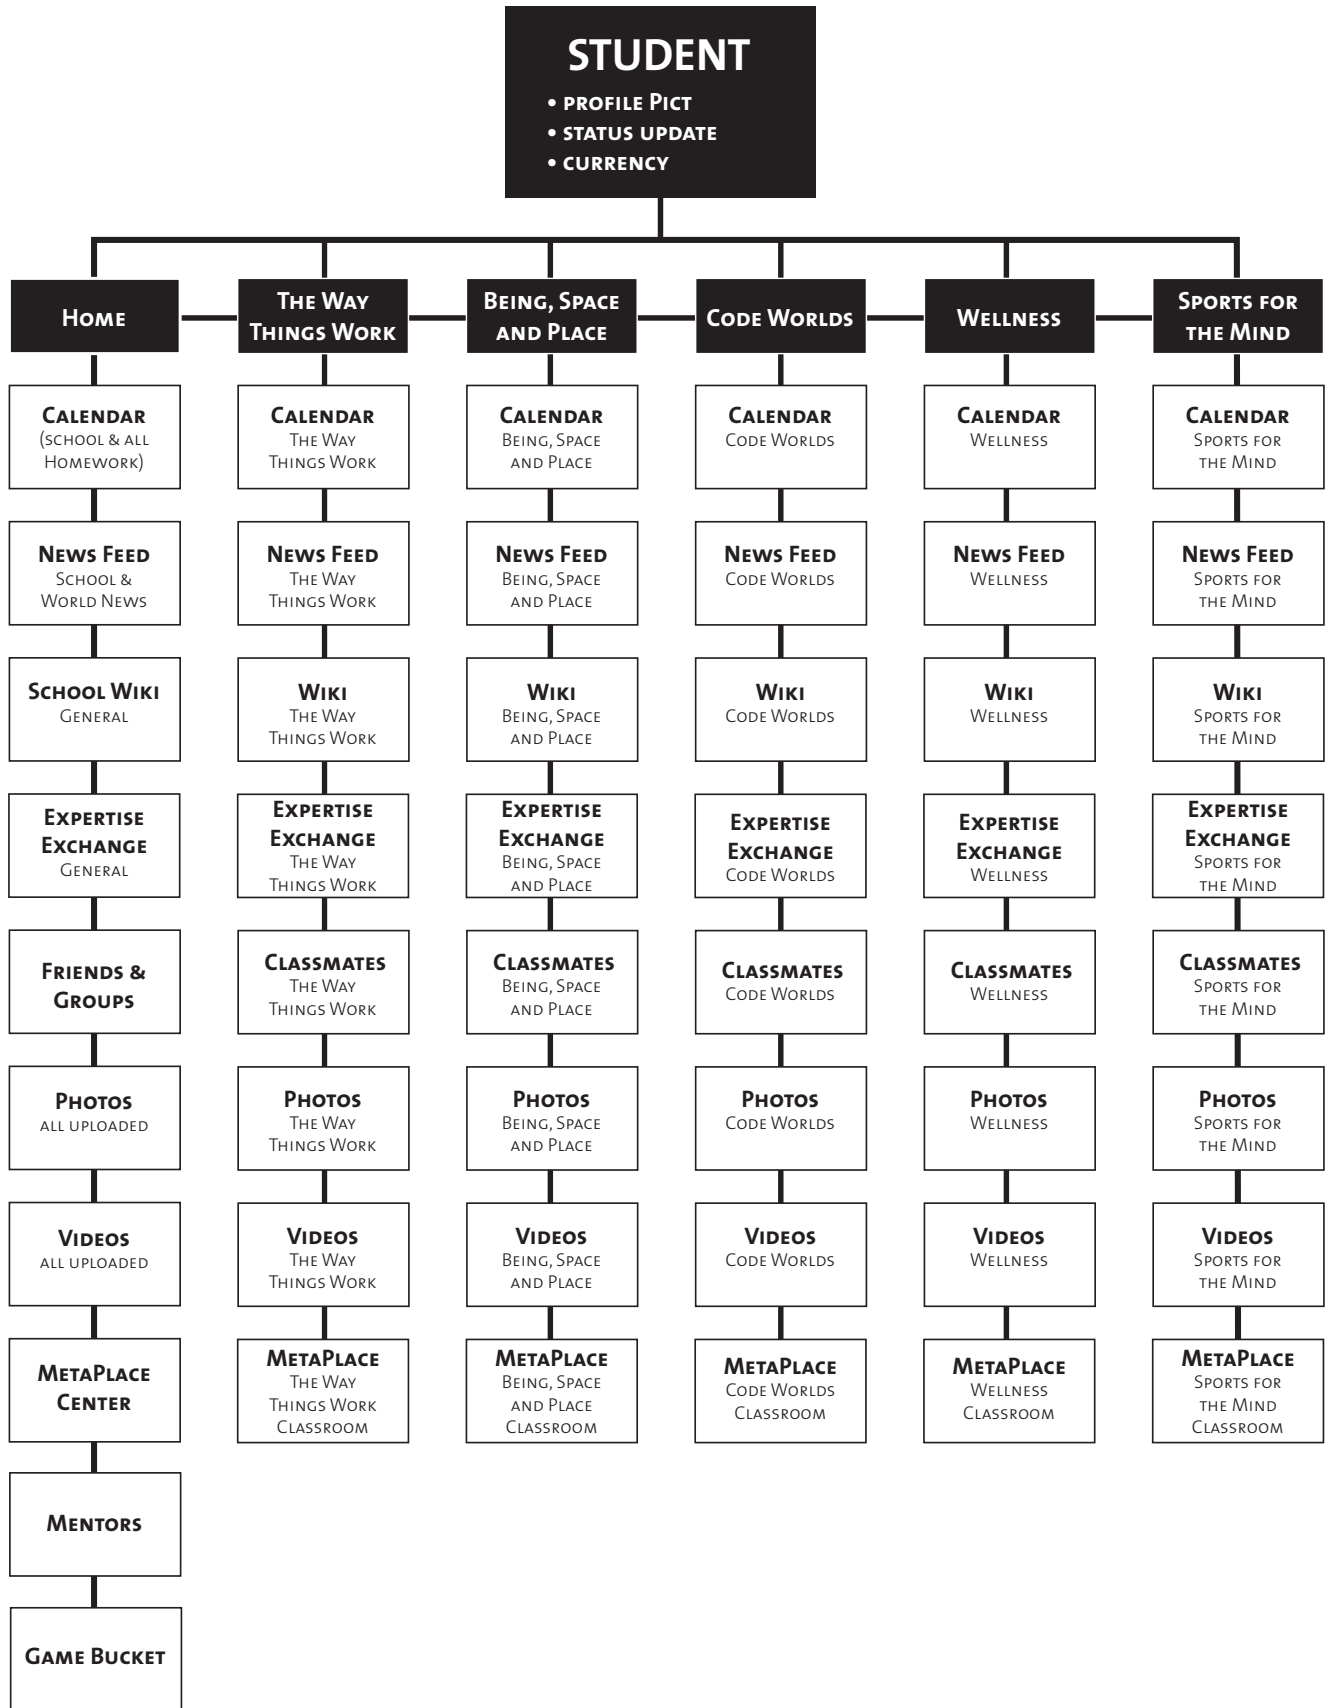 STUDENT
• PROFILE PICT
• STATUS UPDATE
• CURRENCY
HOME
THE WAY
THINGS WORK
BEING, SPACE
AND PLACE
CODE WORLDS
WELLNESS
SPORTS FOR
THE MIND
CALENDAR
(SCHOOL & ALL
HOMEWORK)
CALENDAR
THE WAY
THINGS WORK
CALENDAR
BEING, SPACE
AND PLACE
CALENDAR
CODE WORLDS
CALENDAR
WELLNESS
CALENDAR
SPORTS FOR
THE MIND
NEWS FEED
SCHOOL &
WORLD NEWS
NEWS FEED
THE WAY
THINGS WORK
NEWS FEED
BEING, SPACE
AND PLACE
NEWS FEED
CODE WORLDS
NEWS FEED
WELLNESS
NEWS FEED
SPORTS FOR
THE MIND
SCHOOL WIKI
GENERAL
WIKI
THE WAY
THINGS WORK
WIKI
BEING, SPACE
AND PLACE
WIKI
CODE WORLDS
WIKI
WELLNESS
WIKI
SPORTS FOR
THE MIND
EXPERTISE
EXCHANGE
GENERAL
EXPERTISE
EXCHANGE
THE WAY
THINGS WORK
EXPERTISE
EXCHANGE
BEING, SPACE
AND PLACE
EXPERTISE
EXCHANGE
CODE WORLDS
EXPERTISE
EXCHANGE
WELLNESS
EXPERTISE
EXCHANGE
SPORTS FOR
THE MIND
FRIENDS &
GROUPS
CLASSMATES
THE WAY
THINGS WORK
CLASSMATES
BEING, SPACE
AND PLACE
CLASSMATES
CODE WORLDS
CLASSMATES
WELLNESS
CLASSMATES
SPORTS FOR
THE MIND
PHOTOS
ALL UPLOADED
PHOTOS
THE WAY
THINGS WORK
PHOTOS
BEING, SPACE
AND PLACE
PHOTOS
CODE WORLDS
PHOTOS
WELLNESS
PHOTOS
SPORTS FOR
THE MIND
VIDEOS
ALL UPLOADED
VIDEOS
THE WAY
THINGS WORK
VIDEOS
BEING, SPACE
AND PLACE
VIDEOS
CODE WORLDS
VIDEOS
WELLNESS
VIDEOS
SPORTS FOR
THE MIND
METAPLACE
CENTER
METAPLACE
THE WAY
THINGS WORK
CLASSROOM
METAPLACE
BEING, SPACE
AND PLACE
CLASSROOM
METAPLACE
CODE WORLDS
CLASSROOM
METAPLACE
WELLNESS
CLASSROOM
METAPLACE
SPORTS FOR
THE MIND
CLASSROOM
MENTORS
GAME BUCKET